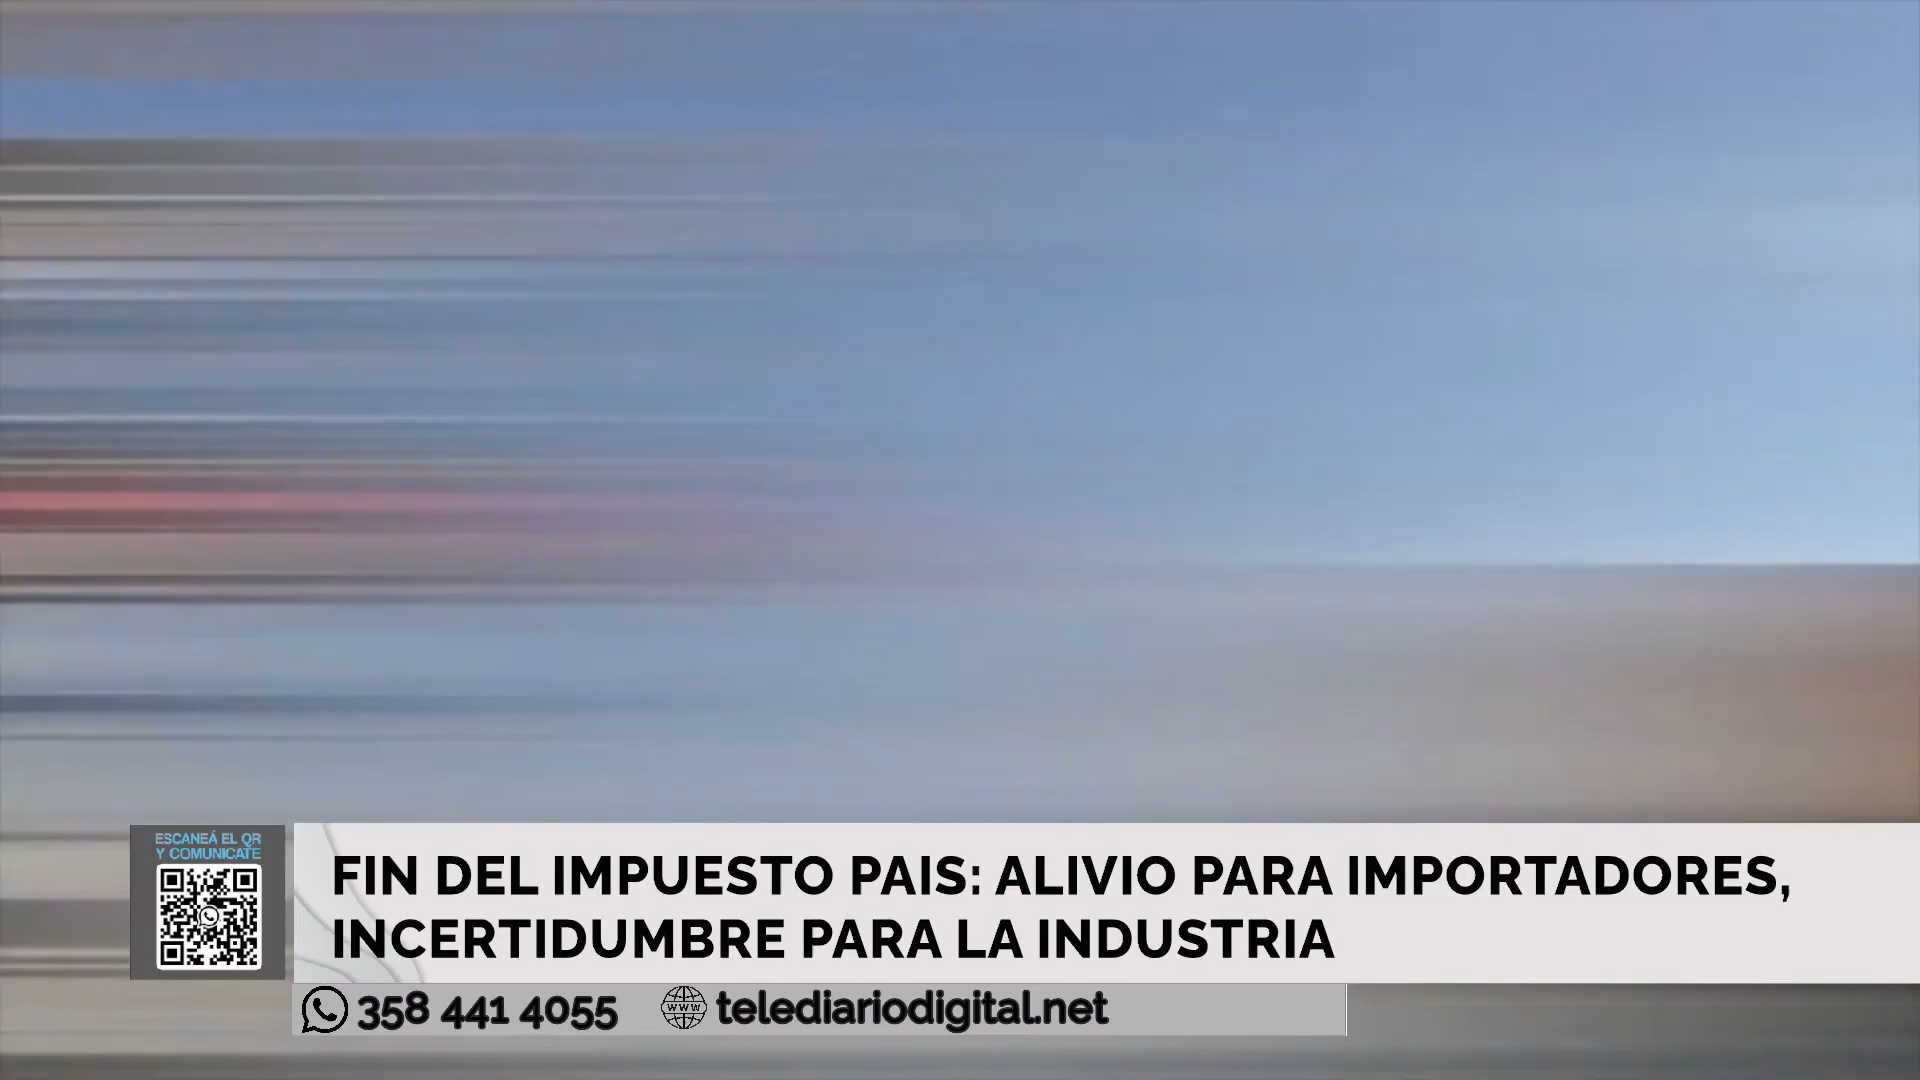 ESCANEÁ EL QR
Y COMUNICATE
FIN DEL IMPUESTO PAIS: ALIVIO PARA IMPORTADORES,
INCERTIDUMBRE PARA LA INDUSTRIA
358 441 4055 www telediariodigital.net